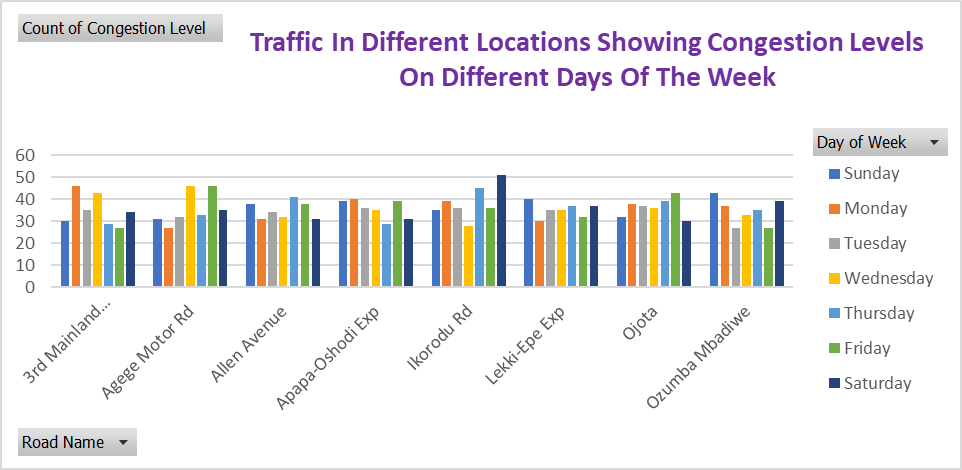 Count of Congestion Level
Traffic In Different Locations Showing Congestion Levels
On Different Days Of The Week
60
50
40
30
20
10
0
3rd Mainland...
Agege Motor Rd
Allen Avenue
Apapa-Oshodi Exp
Ikorodu Rd
Lekki-Epe Exp
Ojota
Ozumba Mbadiwe
Day of Week
Sunday
Monday
Tuesday
Wednesday
Thursday
Friday
Saturday
Road Name